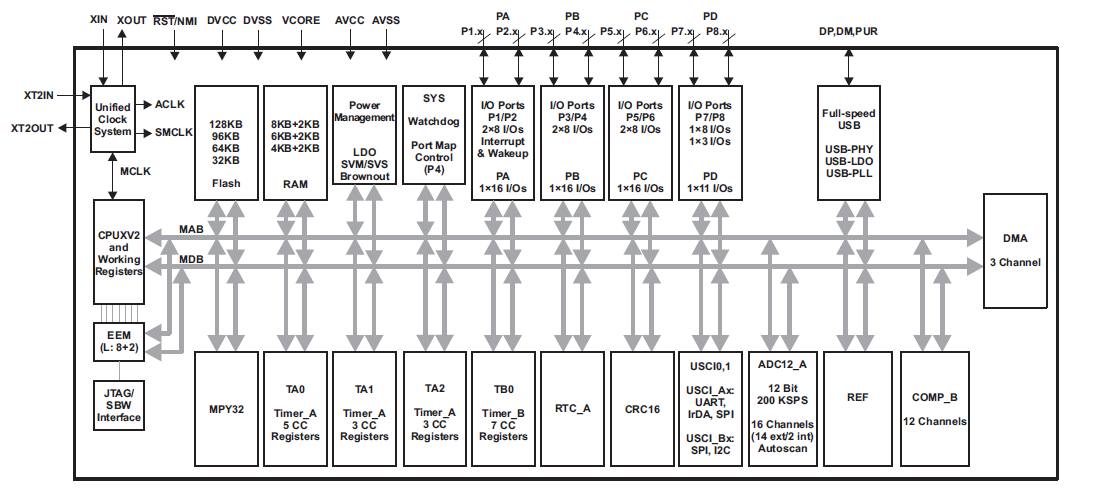 XIN
XOUT
RST/NMI
DVCC
DVSS
VCORE
AVCC
AVSS
PA
P1.x
P2.x
PB
P3.x
P4.x
PC
P5.x
P6.x
PD
P7.x
P8.x
DP,DM,PUR
XT2IN
XT2OUT
Unified
Clock
System
ACLK
SMCLK
MCLK
128KB
96KB
64KB
32KB
Flash
8KB+2KB
6KB+2KB
4KB+2KB
RAM
Power
Management
LDO
SVM/SVS
Brownout
SYS
Watchdog
Port Map
Control
(P4)
I/O Ports
P1/P2
2×8 I/Os
Interrupt
& Wakeup
PA
1×16 I/Os
I/O Ports
P3/P4
2×8 I/Os
PB
1×16 I/Os
I/O Ports
P5/P6
2×8 I/Os
PC
1×16 I/Os
I/O Ports
P7/P8
1×8 I/Os
1×3 I/Os
PD
1×11 I/Os
Full-speed
USB
USB-PHY
USB-LDO
USB-PLL
CPUXV2
and
Working
Registers
MAB
MDB
DMA
3 Channel
EEM
(L: 8+2)
JTAG/
SBW
Interface
MPY32
TA0
Timer_A
5 CC
Registers
TA1
Timer_A
3 CC
Registers
TA2
Timer_A
3 CC
Registers
TB0
Timer_B
7 CC
Registers
RTC_A
CRC16
USCI0,1
USCI_Ax:
UART,
IrDA, SPI
USCI_Bx:
SPI, I2C
ADC12_A
12 Bit
200 KSPS
16 Channels
(14 ext/2 int)
Autoscan
REF
COMP_B
12 Channels